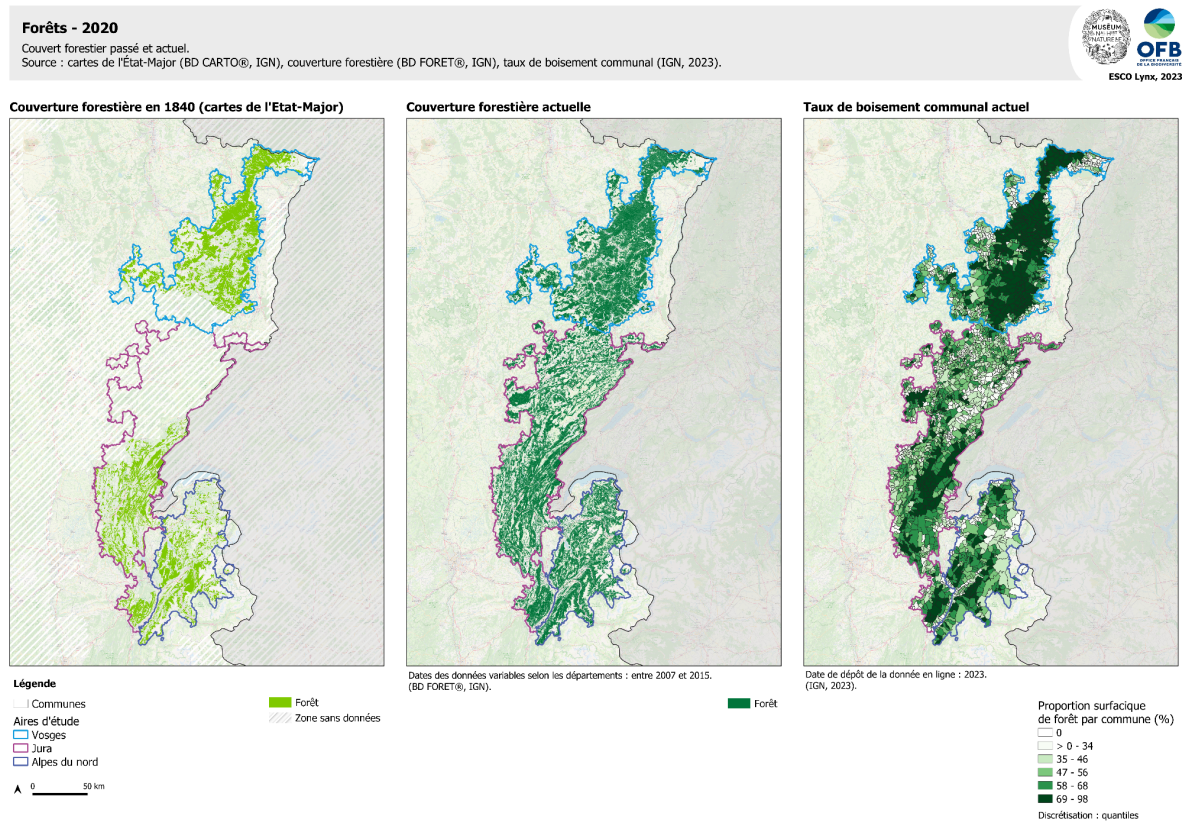 Forêts - 2020
Couvert forestier passé et actuel.
Source : cartes de l'État-Major (BD CARTO®, IGN), couverture forestière (BD FORET®, IGN), taux de boisement communal (IGN, 2023).
MUSÉUM
OFB
OFFICE FRANÇAIS
DE LA BIODIVERSITÉ
ESCO Lynx, 2023
Couverture forestière en 1840 (cartes de l'Etat-Major)
Couverture forestière actuelle
Taux de boisement communal actuel
Dates des données variables selon les départements : entre 2007 et 2015.
(BD FORET®, IGN).
Date de dépôt de la donnée en ligne : 2023.
(IGN, 2023).
Légende
Communes
Aires d'étude
Vosges
Jura
Alpes du nord
0 50 km
Forêt
Zone sans données
Forêt
Proportion surfacique
de forêt par commune (%)
0
> 0 - 34
35 - 46
47 - 56
58 - 68
69 - 98
Discrétisation : quantiles